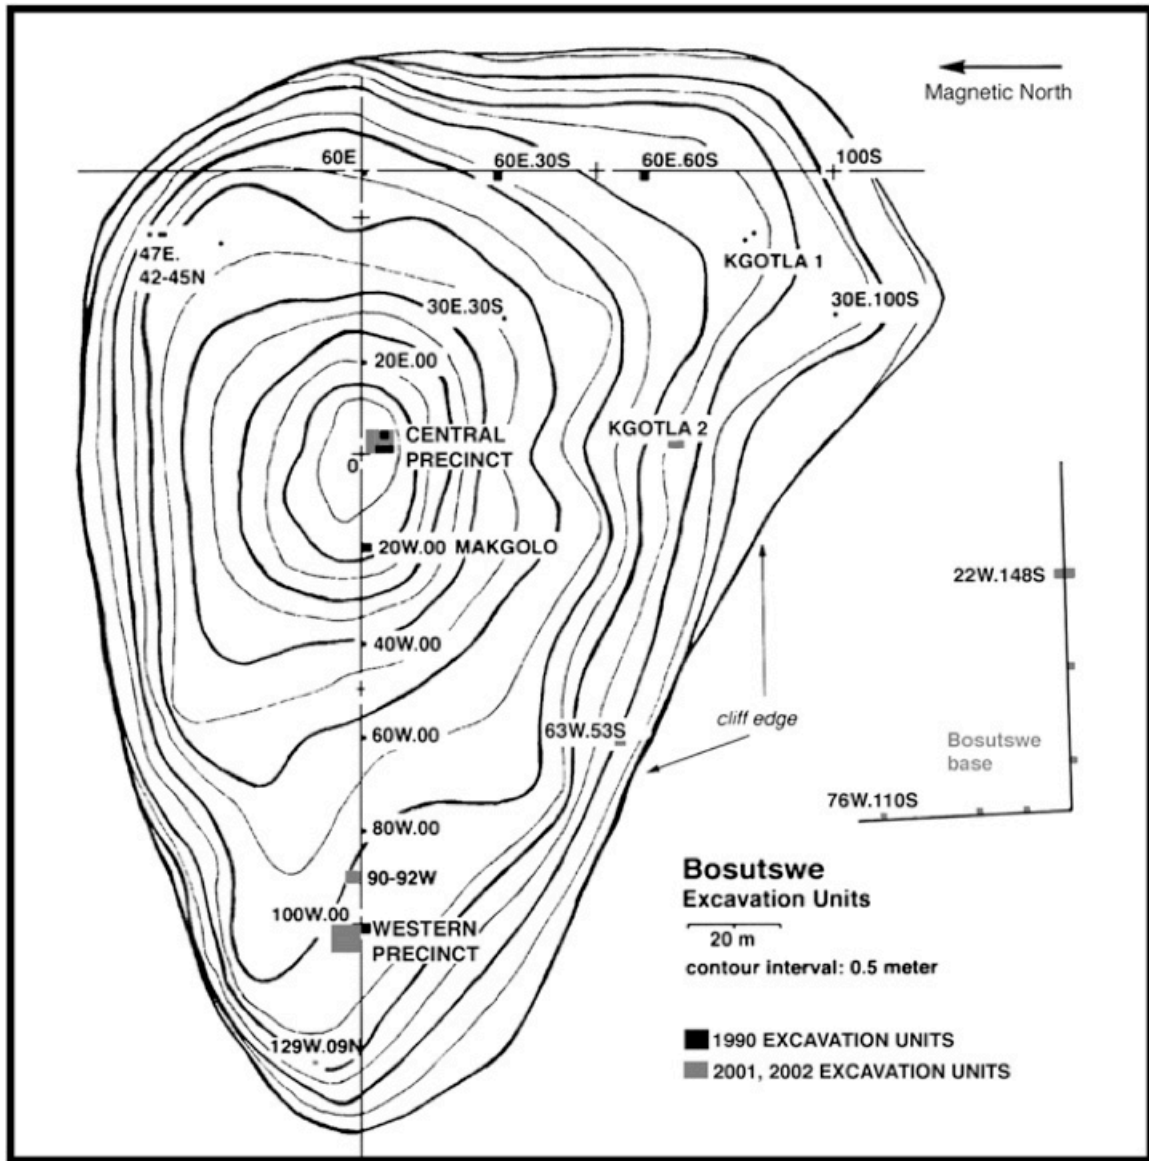 Magnetic North
60E
60E.30S
60E.60S
100S
47E.
42-45N
KGOTLA 1
30E.30S
30E.100S
20E.00
CENTRAL
PRECINCT
KGOTLA 2
0
20W.00 MAKGOLO
22W.148S
40W.00
cliff edge
63W.53S
60W.00
Bosutswe
base
76W.110S
80W.00
90-92W
Bosutswe
Excavation Units
100W.00
WESTERN
PRECINCT
20 m
contour interval: 0.5 meter
129W.09N
1990 EXCAVATION UNITS
2001, 2002 EXCAVATION UNITS